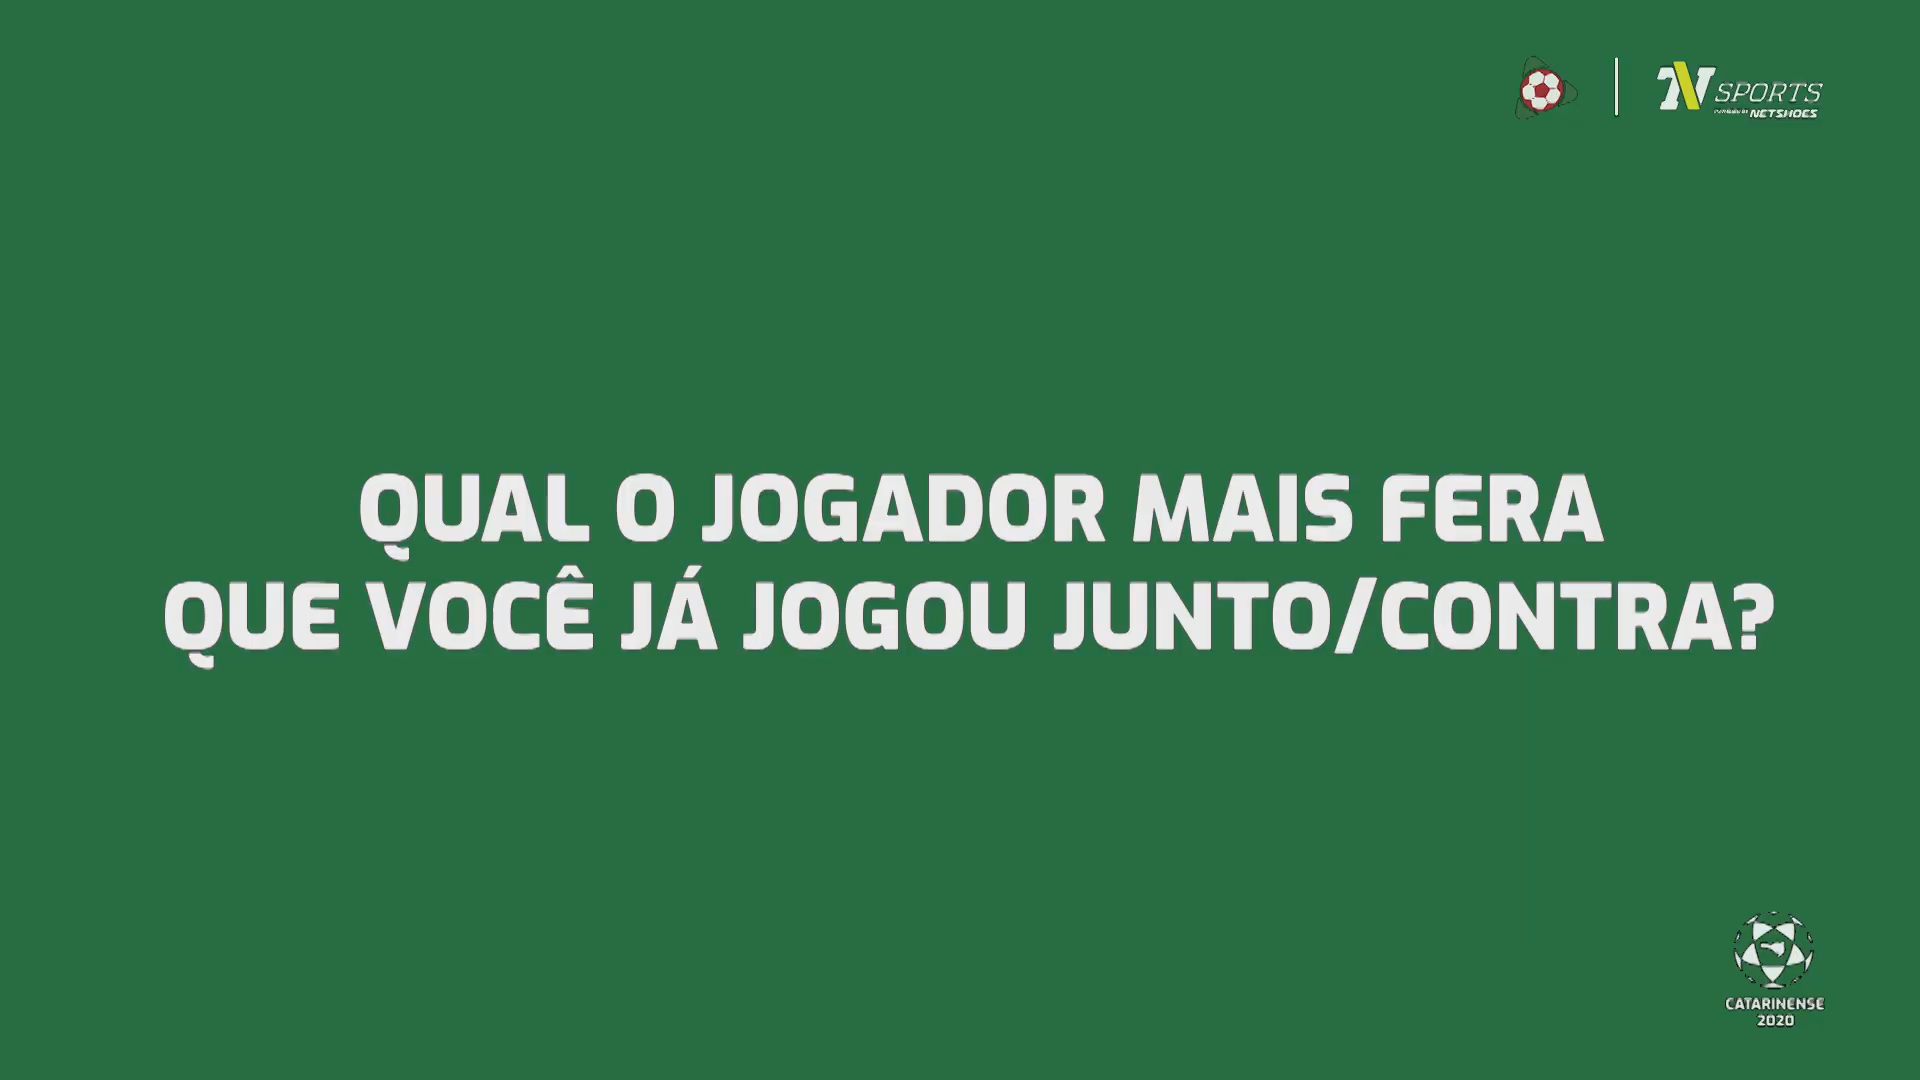 N SPORTS
NETSHOES
QUAL O JOGADOR MAIS FERA
QUE VOCÊ JÁ JOGOU JUNTO/CONTRA?
CATARINENSE
2020